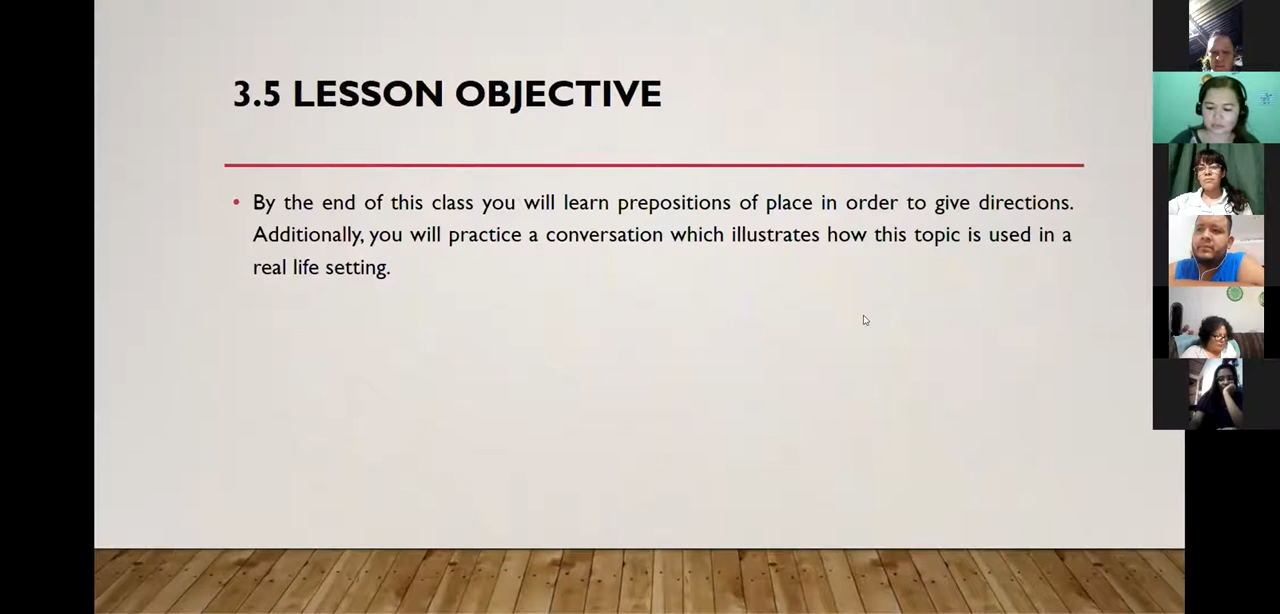 3.5 LESSON OBJECTIVE
• By the end of this class you will learn prepositions of place in order to give directions.
Additionally, you will practice a conversation which illustrates how this topic is used in a
real life setting.